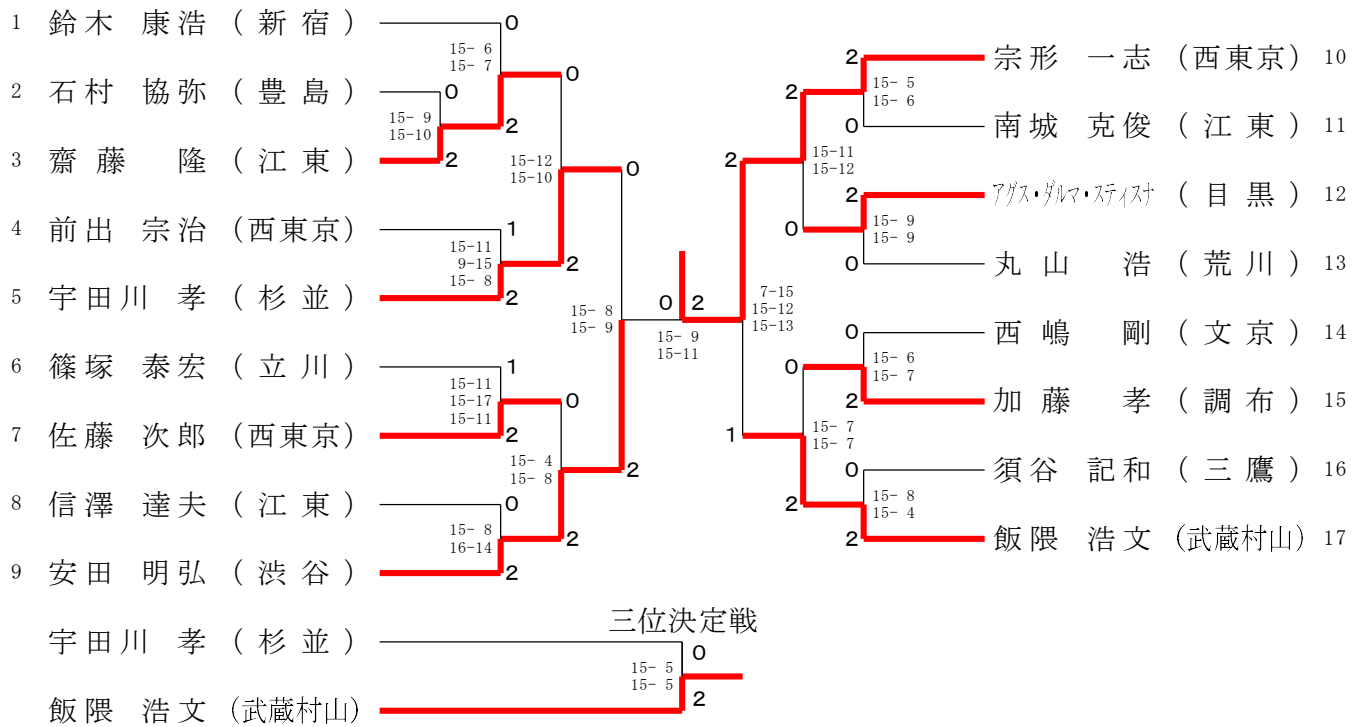 1 鈴木 康浩 (新宿) 0
15- 6
15- 7
0
2 石村 協弥 (豊島) 0
15- 9
15-10
2
3 齋藤 隆 (江東) 2
15-12
15-10
0
4 前出 宗治 (西東京) 1
15-11
9-15
15- 8
2
5 宇田川 孝 (杉並) 2
15- 8
15- 9
6 篠塚 泰宏 (立川) 1
15-11
15-17
15-11
0
7 佐藤 次郎 (西東京) 2
15- 4
15- 8
2
8 信澤 達夫 (江東) 0
15- 8
16-14
2
9 安田 明弘 (渋谷) 2
0 2
15- 9
15-11
2 宗形 一志 (西東京) 10
2
15- 5
15- 6
0 南城 克俊 (江東) 11
2
15-11
15-12
2 アグス・ダルマ・スティスナ (目黒) 12
0
15- 9
15- 9
0 丸山 浩 (荒川) 13
7-15
15-12
15-13
0 西嶋 剛 (文京) 14
0
15- 6
15- 7
2 加藤 孝 (調布) 15
1
15- 7
15- 7
0 須谷 記和 (三鷹) 16
2
15- 8
15- 4
2 飯隈 浩文 (武蔵村山) 17
三位決定戦
宇田川 孝 (杉並) 0
15- 5
15- 5
飯隈 浩文 (武蔵村山) 2